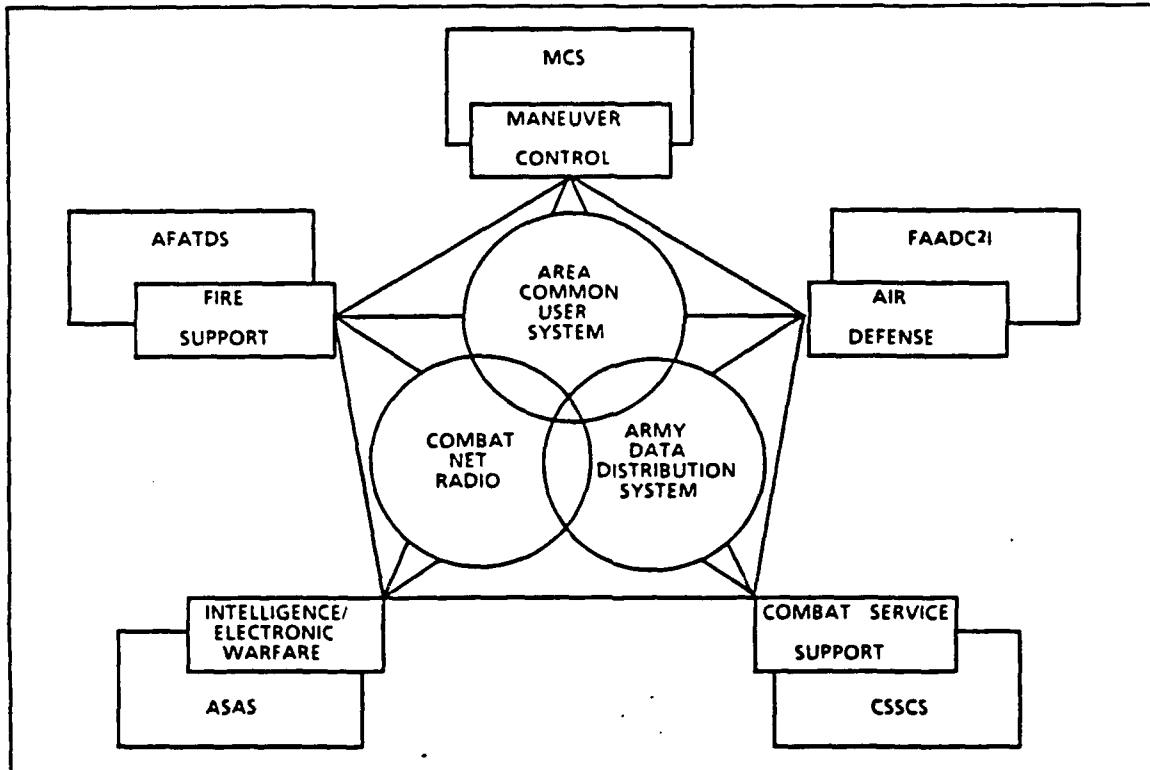 MCS
MANEUVER
CONTROL
AFATDS
FIRE
SUPPORT
FAADC²I
AIR
DEFENSE
AREA
COMMON
USER
SYSTEM
COMBAT
NET
RADIO
ARMY
DATA
DISTRIBUTION
SYSTEM
INTELLIGENCE/
ELECTRONIC
WARFARE
ASAS
COMBAT SERVICE
SUPPORT
CSSCS